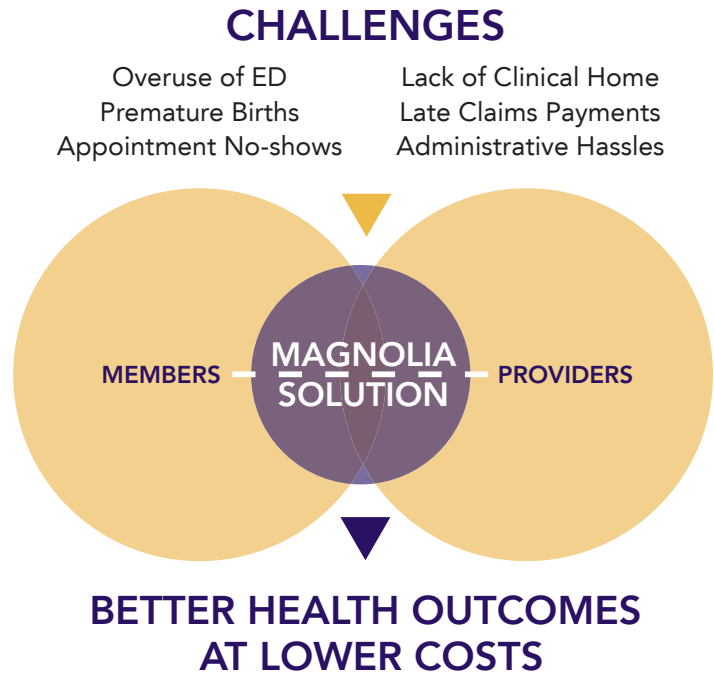 CHALLENGES
Overuse of ED
Premature Births
Appointment No-shows
Lack of Clinical Home
Late Claims Payments
Administrative Hassles
MEMBERS
MAGNOLIA
SOLUTION
PROVIDERS
BETTER HEALTH OUTCOMES
AT LOWER COSTS